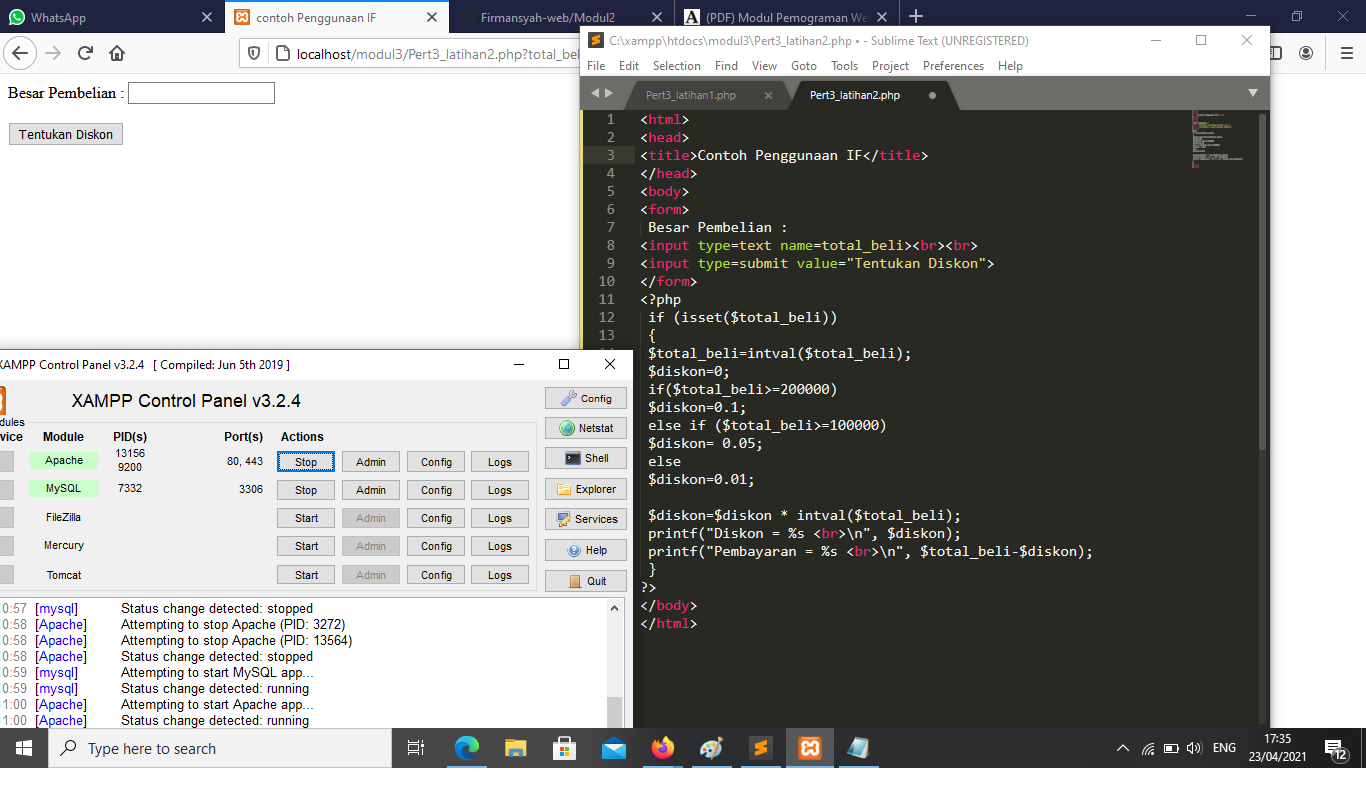 WhatsApp
contoh Penggunaan IF
Firmansyah-web/Modul2
(PDF) Modul Pemograman We
localhost/modul3/Pert3_latihan2.php?total_bel
Besar Pembelian :
Tentukan Diskon
C:\xampp\htdocs\modul3\Pert3_latihan2.php • - Sublime Text (UNREGISTERED)
File Edit Selection Find View Goto Tools Project Preferences Help
Pert3_latihan1.php
Pert3_latihan2.php
1 <html>
2 <head>
3 <title>Contoh Penggunaan IF</title>
4 </head>
5 <body>
6 <form>
7 Besar Pembelian :
8 <input type=text name=total_beli><br><br>
9 <input type=submit value="Tentukan Diskon">
10 </form>
11 <?php
12 if (isset($total_beli))
13 {
$total_beli=intval($total_beli);
$diskon=0;
if($total_beli>=200000)
$diskon=0.1;
else if ($total_beli>=100000)
$diskon= 0.05;
else
$diskon=0.01;
$diskon=$diskon * intval($total_beli);
printf("Diskon = %s <br>\n", $diskon);
printf("Pembayaran = %s <br>\n", $total_beli-$diskon);
}
?>
</body>
</html>
XAMPP Control Panel v3.2.4 [ Compiled: Jun 5th 2019 ]
XAMPP Control Panel v3.2.4
dules
vice Module PID(s) Port(s) Actions
Apache 13156 9200 80, 443 Stop Admin Config Logs
MySQL 7332 3306 Stop Admin Config Logs
FileZilla Start Admin Config Logs
Mercury Start Admin Config Logs
Tomcat Start Admin Config Logs
Config
Netstat
Shell
Explorer
Services
Help
Quit
0:57 [mysql] Status change detected: stopped
0:58 [Apache] Attempting to stop Apache (PID: 3272)
0:58 [Apache] Attempting to stop Apache (PID: 13564)
0:58 [Apache] Status change detected: stopped
0:59 [mysql] Attempting to start MySQL app...
0:59 [mysql] Status change detected: running
1:00 [Apache] Attempting to start Apache app...
1:00 [Apache] Status change detected: running
Type here to search
ENG
17:35
23/04/2021
12